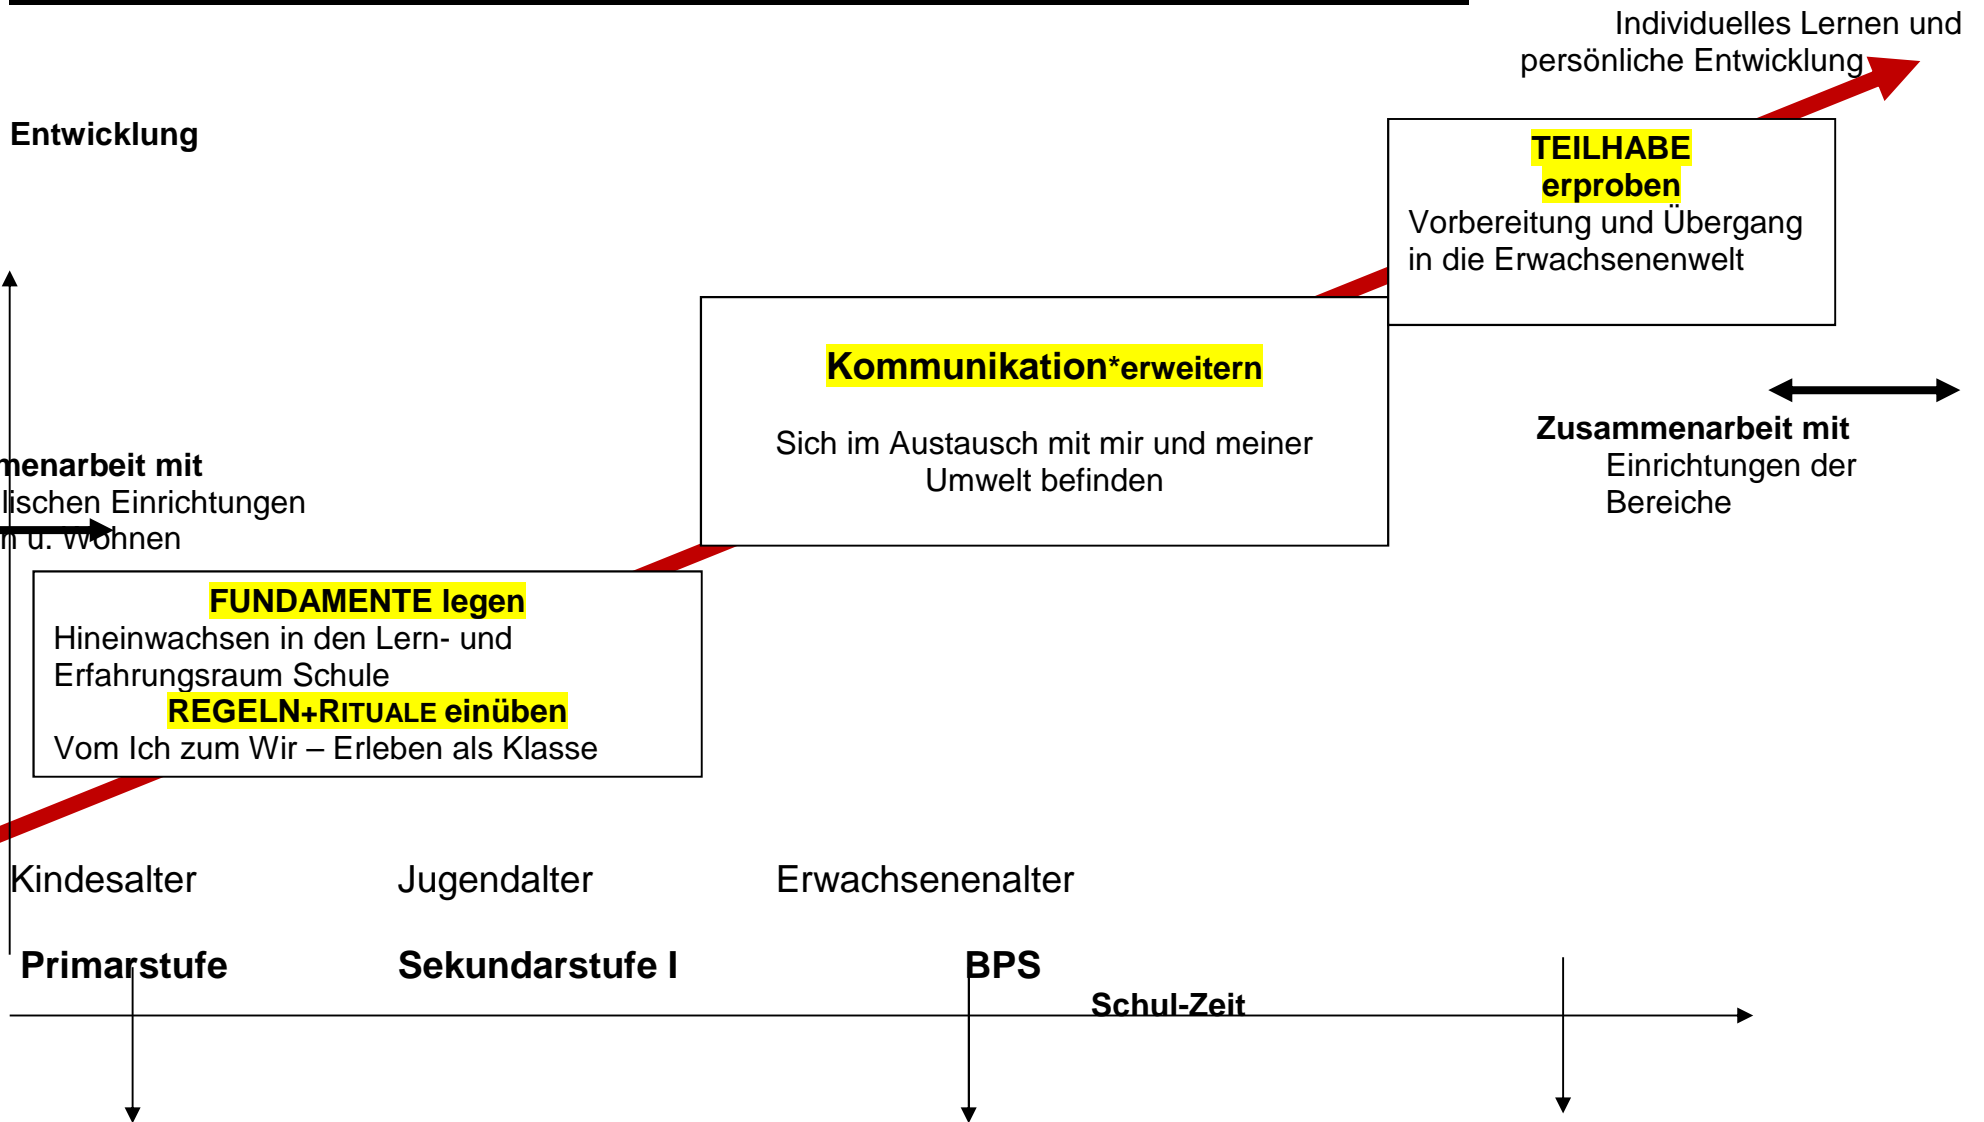 Individuelles Lernen und
persönliche Entwicklung
Entwicklung
TEILHABE
erproben
Vorbereitung und Übergang
in die Erwachsenenwelt
Kommunikation*erweitern
Sich im Austausch mit mir und meiner
Umwelt befinden
Zusammenarbeit mit
Einrichtungen der
Bereiche
menarbeit mit
lischen Einrichtungen
n u. Wohnen
FUNDAMENTE legen
Hineinwachsen in den Lern- und
Erfahrungsraum Schule
REGELN+RITUALE einüben
Vom Ich zum Wir – Erleben als Klasse
Kindesalter Jugendalter Erwachsenenalter
Primarstufe Sekundarstufe I BPS
Schul-Zeit